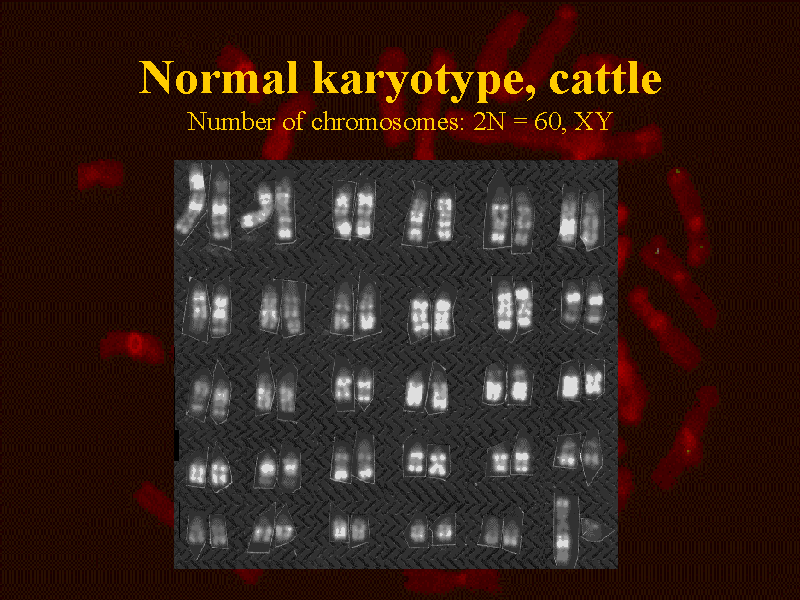 Normal karyotype, cattle
Number of chromosomes: 2N = 60, XY